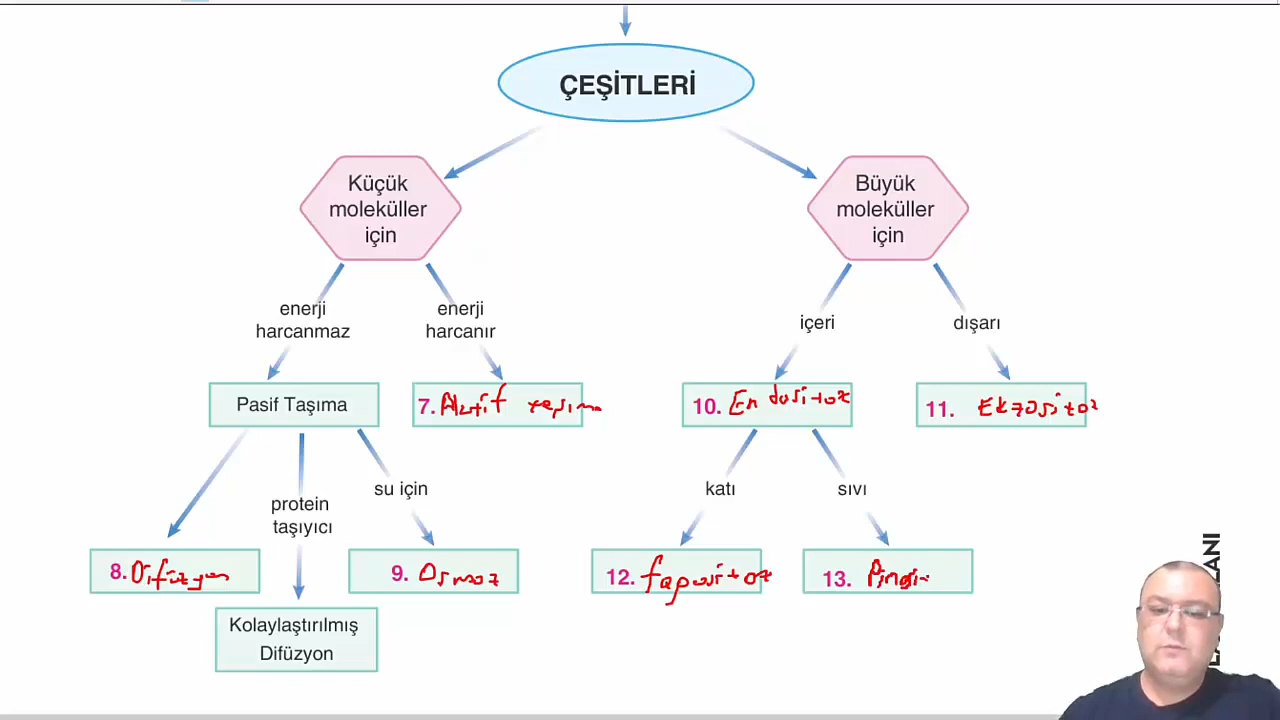 ÇEŞİTLERİ
Küçük
moleküller
için
Büyük
moleküller
için
enerji
harcanmaz
enerji
harcanır
içeri
dışarı
Pasif Taşıma
7. Aktif taşıma
10. Endositoz
11. Ekzositoz
protein
taşıyıcı
su için
katı
sıvı
8. Difüzyon
9. Osmoz
12. fagositoz
13.
Kolaylaştırılmış
Difüzyon